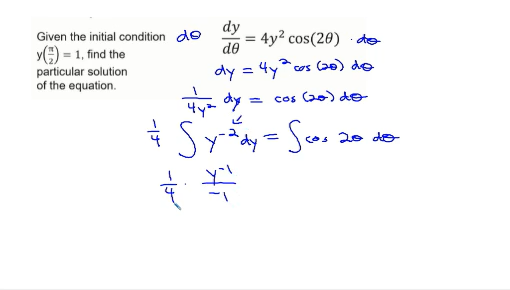 Given the initial condition
y(π/2) = 1, find the
particular solution
of the equation.
dθ dy/dθ = 4y² cos(2θ) · dθ
dy = 4y² cos (2θ) dθ
1/4y² dy = cos (2θ) dθ
1/4 ∫ y⁻² dy = ∫ cos 2θ dθ
1/4 · y⁻¹/-1